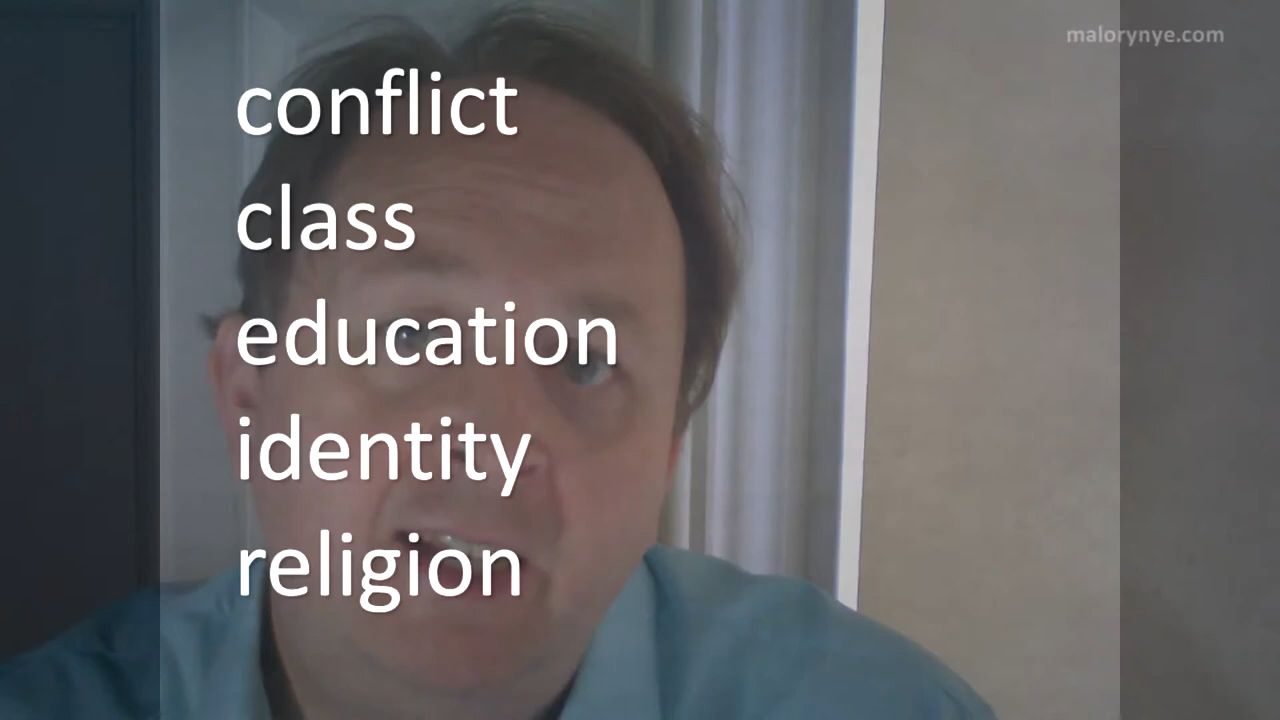 malorynye.com
conflict
class
education
identity
religion